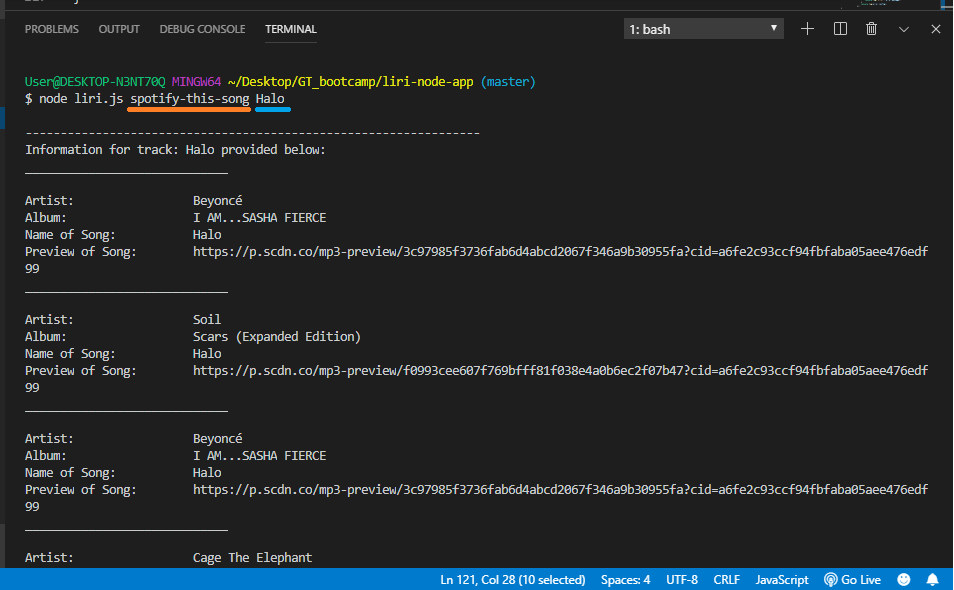 PROBLEMS OUTPUT DEBUG CONSOLE TERMINAL 1: bash
User@DESKTOP-N3NT70Q MINGW64 ~/Desktop/GT_bootcamp/liri-node-app (master)
$ node liri.js spotify-this-song Halo
-----------------------------------------------------------------
Information for track: Halo provided below:
_____________________________
Artist: Beyoncé
Album: I AM...SASHA FIERCE
Name of Song: Halo
Preview of Song: https://p.scdn.co/mp3-preview/3c97985f3736fab6d4abcd2067f346a9b30955fa?cid=a6fe2c93ccf94fbfaba05aee476edf
99
_____________________________
Artist: Soil
Album: Scars (Expanded Edition)
Name of Song: Halo
Preview of Song: https://p.scdn.co/mp3-preview/f0993cee607f769bfff81f038e4a0b6ec2f07b47?cid=a6fe2c93ccf94fbfaba05aee476edf
99
_____________________________
Artist: Beyoncé
Album: I AM...SASHA FIERCE
Name of Song: Halo
Preview of Song: https://p.scdn.co/mp3-preview/3c97985f3736fab6d4abcd2067f346a9b30955fa?cid=a6fe2c93ccf94fbfaba05aee476edf
99
_____________________________
Artist: Cage The Elephant
Ln 121, Col 28 (10 selected) Spaces: 4 UTF-8 CRLF JavaScript Go Live